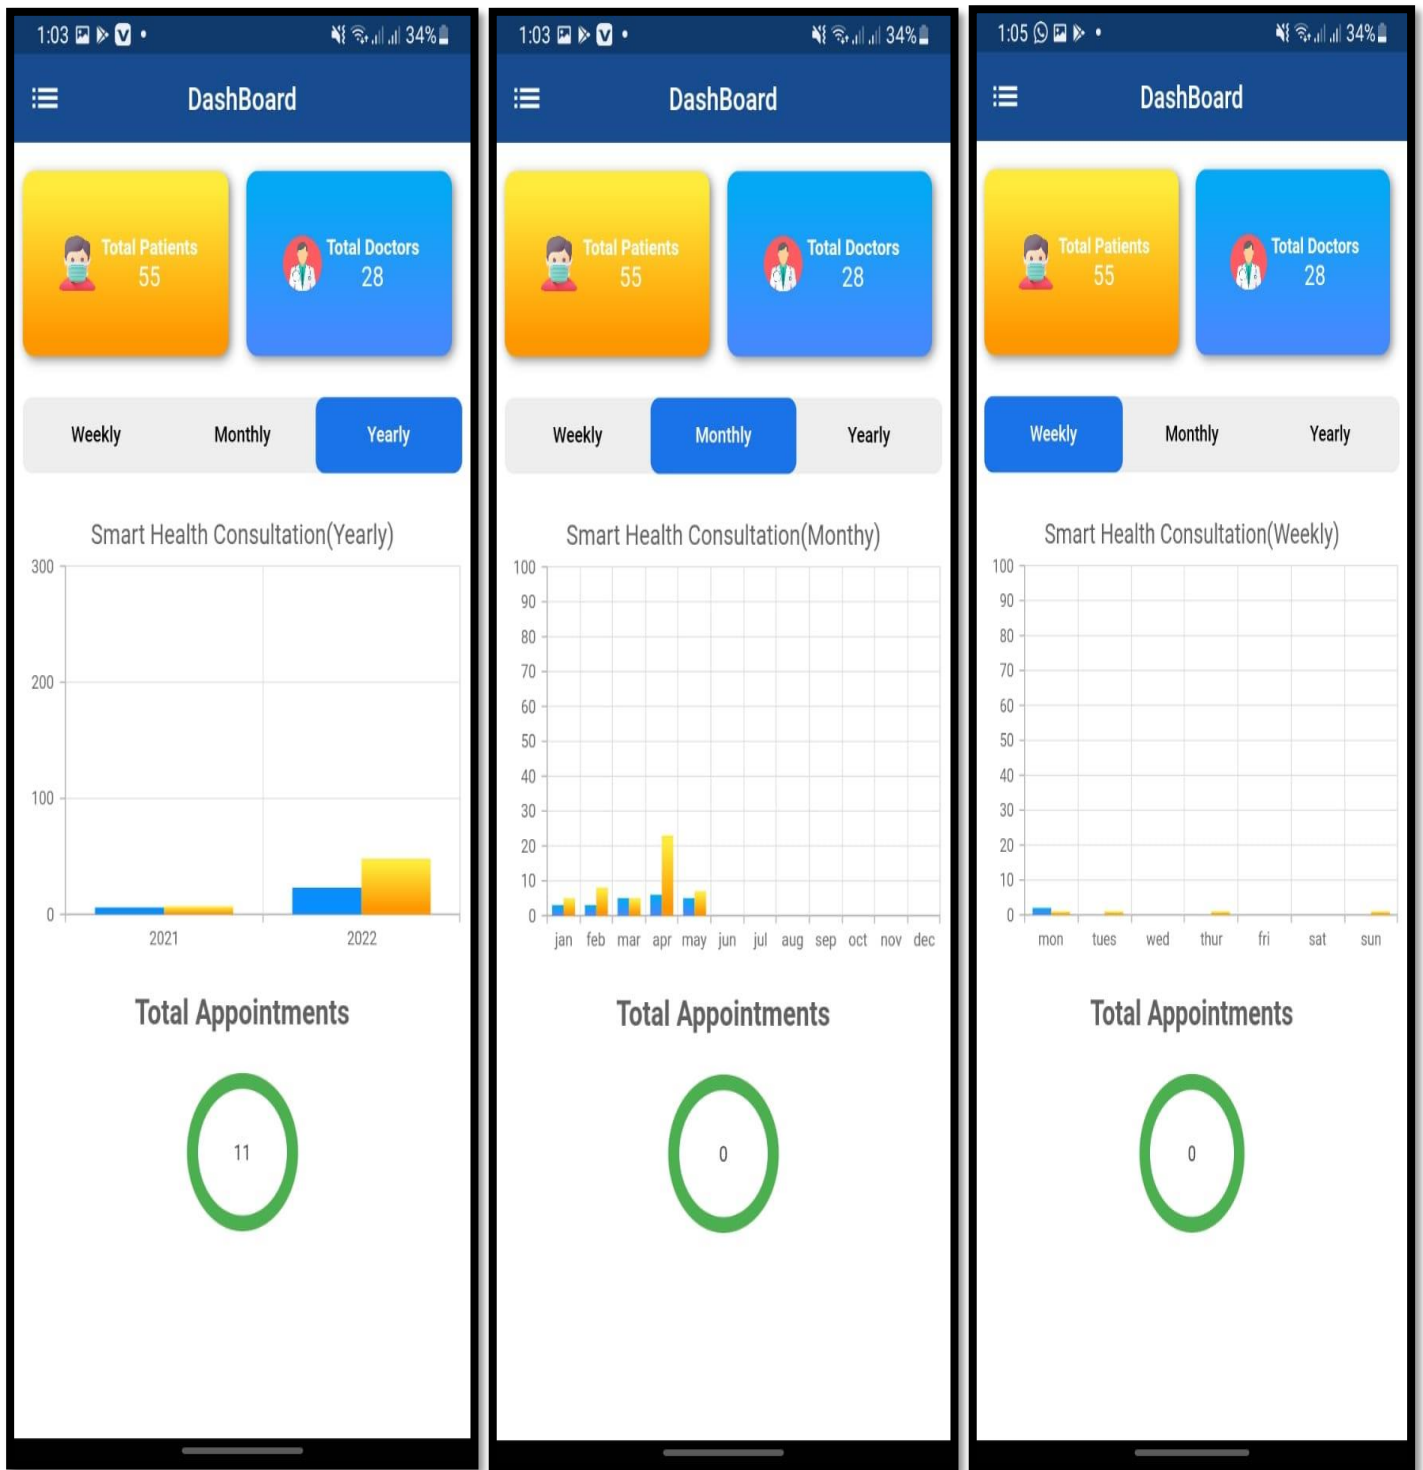 1:03 V 34%
DashBoard
Total Patients
55
Total Doctors
28
Weekly Monthly Yearly
Smart Health Consultation(Yearly)
300
200
100
0
2021 2022
Total Appointments
11
1:03 V 34%
DashBoard
Total Patients
55
Total Doctors
28
Weekly Monthly Yearly
Smart Health Consultation(Monthy)
100
90
80
70
60
50
40
30
20
10
0
jan feb mar apr may jun jul aug sep oct nov dec
Total Appointments
0
1:05 34%
DashBoard
Total Patients
55
Total Doctors
28
Weekly Monthly Yearly
Smart Health Consultation(Weekly)
100
90
80
70
60
50
40
30
20
10
0
mon tues wed thur fri sat sun
Total Appointments
0